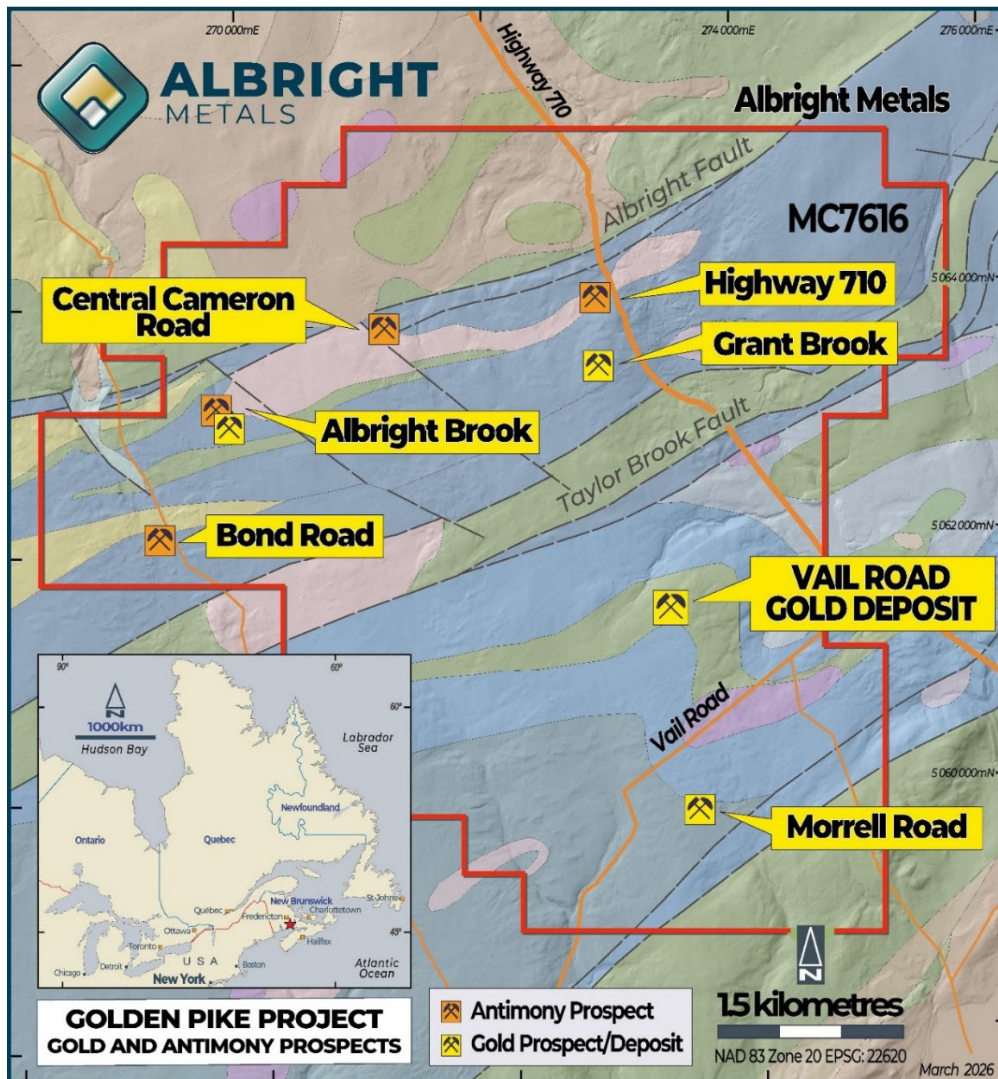 270 000mE
274 000mE
276 000mE
ALBRIGHT
METALS
Highway 710
Albright Metals
Albright Fault
MC7616
5 064 000mN
Central Cameron
Road
Highway 710
Grant Brook
Albright Brook
Taylor Brook Fault
Bond Road
5 062 000mN
VAIL ROAD
GOLD DEPOSIT
Vail Road
5 060 000mN
Morrell Road
90°
60°
N
1000km
Hudson Bay
60°
Labrador
Sea
Newfoundland
Ontario
Quebec
New Brunswick
St Johns
Québec
Fredericton
Charlottetown
Ottawa
Halifax
45°
Toronto
U S A
Boston
Atlantic
Ocean
Chicago
Detroit
New York
GOLDEN PIKE PROJECT
GOLD AND ANTIMONY PROSPECTS
Antimony Prospect
Gold Prospect/Deposit
N
1.5 kilometres
NAD 83 Zone 20 EPSG: 22620
March 2026